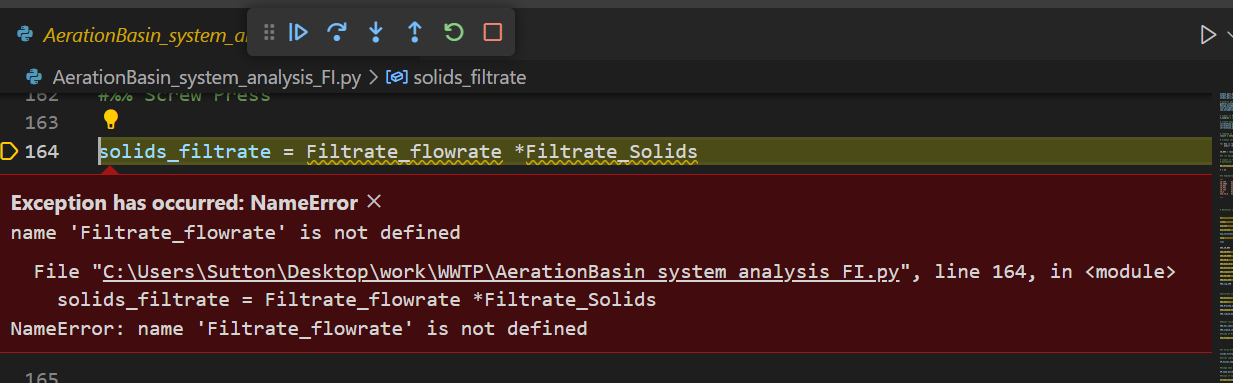 AerationBasin_system_a
AerationBasin_system_analysis_FI.py > solids_filtrate
162 #%% Screw Press
163
164 solids_filtrate = Filtrate_flowrate *Filtrate_Solids
Exception has occurred: NameError ×
name 'Filtrate_flowrate' is not defined
File "C:\Users\Sutton\Desktop\work\WWTP\AerationBasin_system_analysis_FI.py", line 164, in <module>
solids_filtrate = Filtrate_flowrate *Filtrate_Solids
NameError: name 'Filtrate_flowrate' is not defined
165